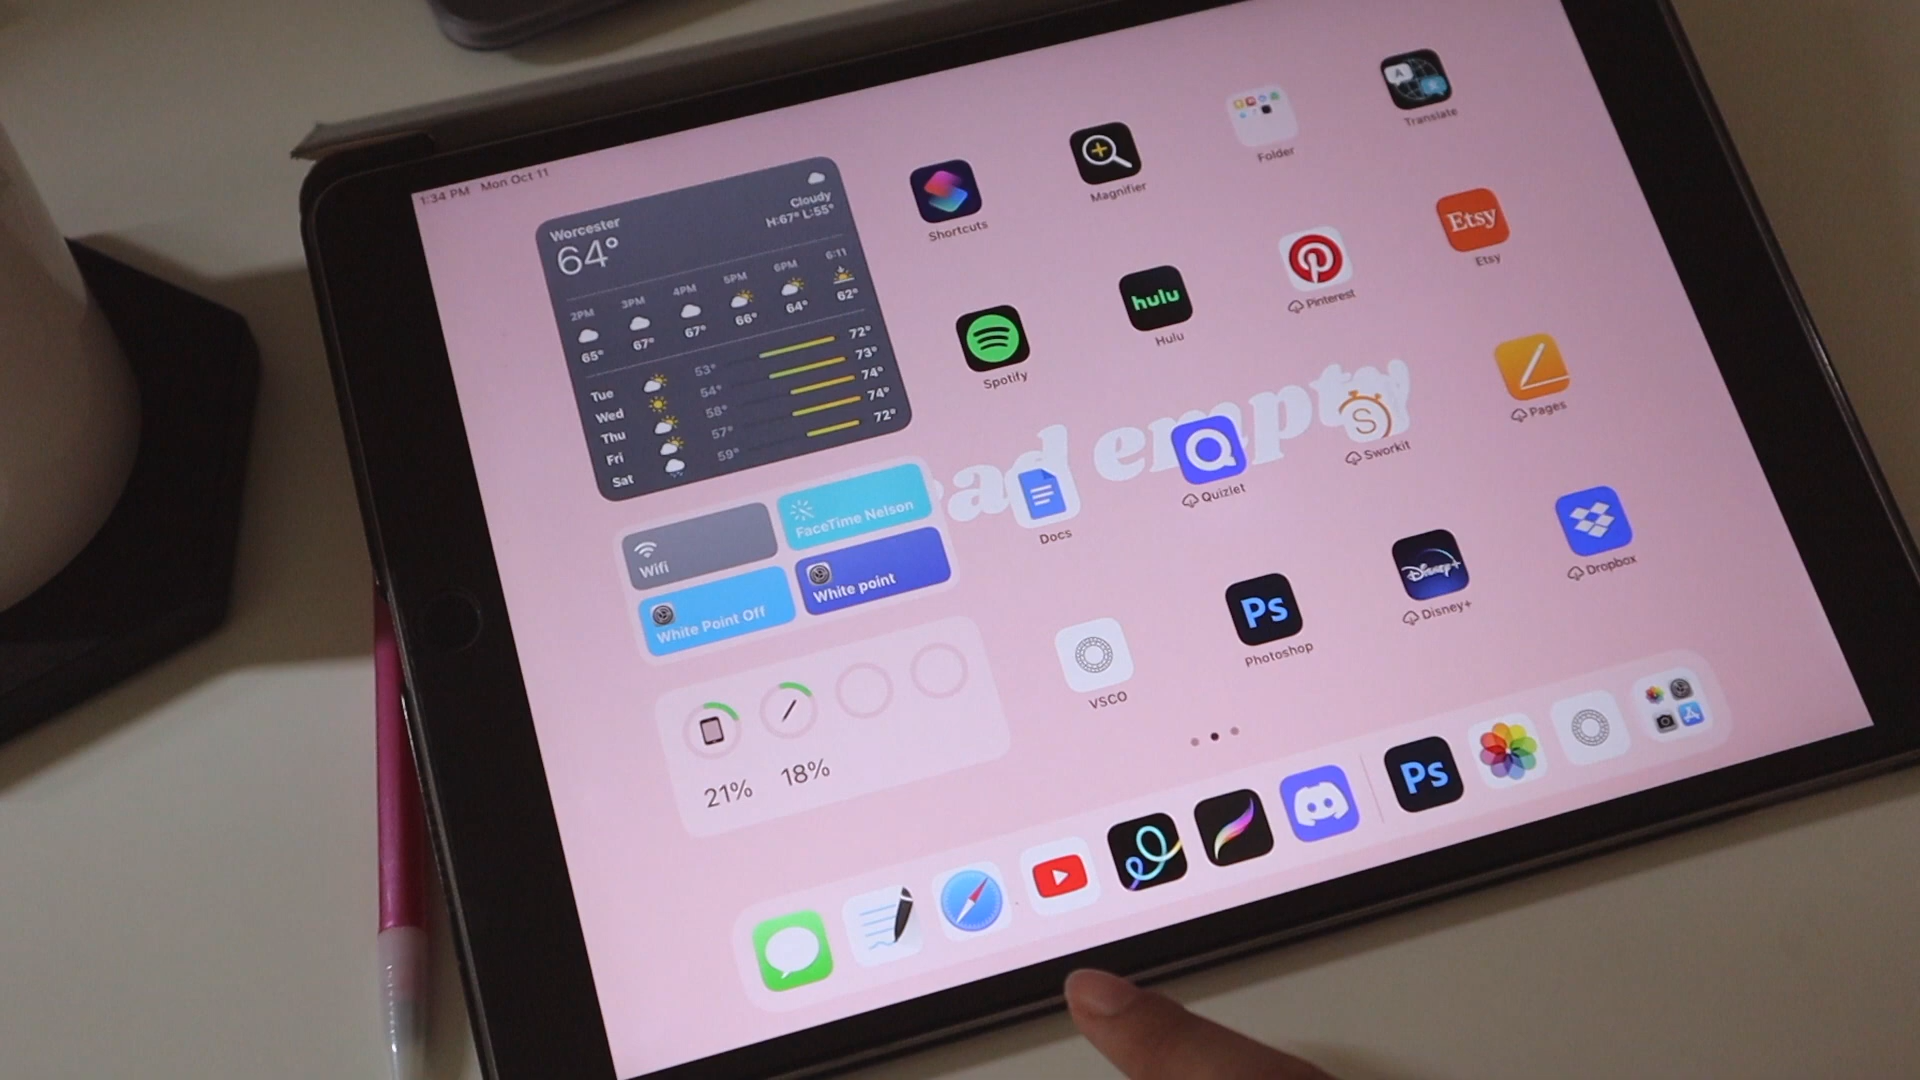 1:34 PM Mon Oct 11
Worcester
64°
Cloudy
H:67° L:55°
2PM 3PM 4PM 5PM 6PM 6:11
65° 67° 67° 66° 64° 62°
Tue 53° 72°
Wed 54° 73°
Thu 58° 74°
Fri 57° 74°
Sat 59° 72°
Wifi
FaceTime Nelson
White Point Off
White point
21% 18%
Shortcuts
Magnifier
Folder
A
Translate
Spotify
hulu
Hulu
Pinterest
Etsy
Etsy
empty
Docs
Quizlet
S
Sworkit
Pages
VSCO
Ps
Photoshop
Disney+
Disney+
Dropbox
Ps